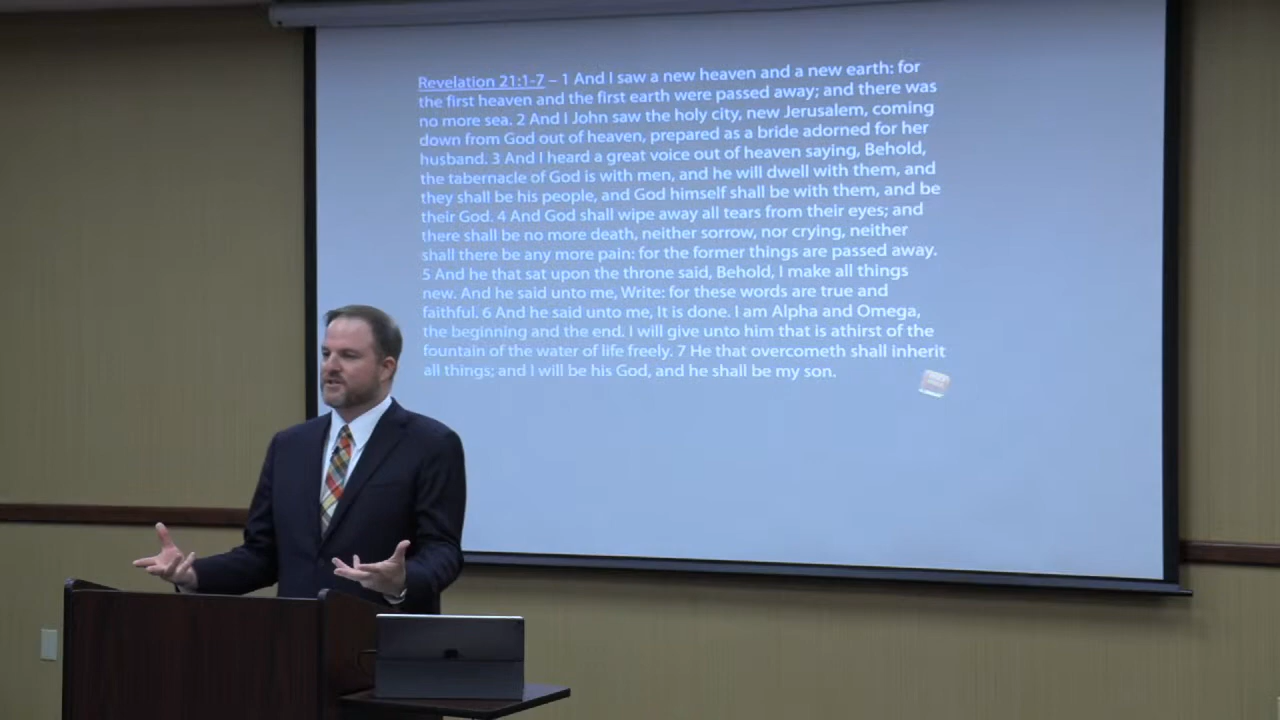 Revelation 21:1-7 – 1 And I saw a new heaven and a new earth: for
the first heaven and the first earth were passed away; and there was
no more sea. 2 And I John saw the holy city, new Jerusalem, coming
down from God out of heaven, prepared as a bride adorned for her
husband. 3 And I heard a great voice out of heaven saying, Behold,
the tabernacle of God is with men, and he will dwell with them, and
they shall be his people, and God himself shall be with them, and be
their God. 4 And God shall wipe away all tears from their eyes; and
there shall be no more death, neither sorrow, nor crying, neither
shall there be any more pain: for the former things are passed away.
5 And he that sat upon the throne said, Behold, I make all things
new. And he said unto me, Write: for these words are true and
faithful. 6 And he said unto me, It is done. I am Alpha and Omega,
the beginning and the end. I will give unto him that is athirst of the
fountain of the water of life freely. 7 He that overcometh shall inherit
all things; and I will be his God, and he shall be my son.